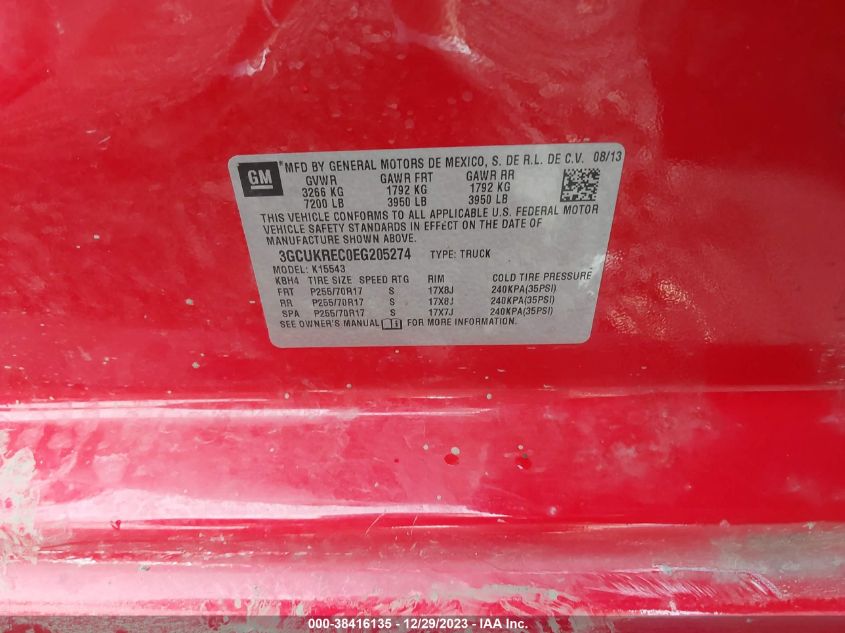 GM ® MFD BY GENERAL MOTORS DE MEXICO, S. DE R.L. DE C.V. 08/13
GVWR GAWR FRT GAWR RR
3266 KG 1792 KG 1792 KG
7200 LB 3950 LB 3950 LB
THIS VEHICLE CONFORMS TO ALL APPLICABLE U.S. FEDERAL MOTOR
VEHICLE SAFETY STANDARDS IN EFFECT ON THE DATE OF
MANUFACTURE SHOWN ABOVE.
3GCUKREC0EG205274 TYPE: TRUCK
MODEL: K15543
KBH4 TIRE SIZE SPEED RTG RIM COLD TIRE PRESSURE
FRT P255/70R17 S 17X8J 240KPA(35PSI)
RR P255/70R17 S 17X8J 240KPA(35PSI)
SPA P255/70R17 S 17X7J 240KPA(35PSI)
SEE OWNER'S MANUAL i FOR MORE INFORMATION.
000-38416135 - 12/29/2023 - IAA Inc.